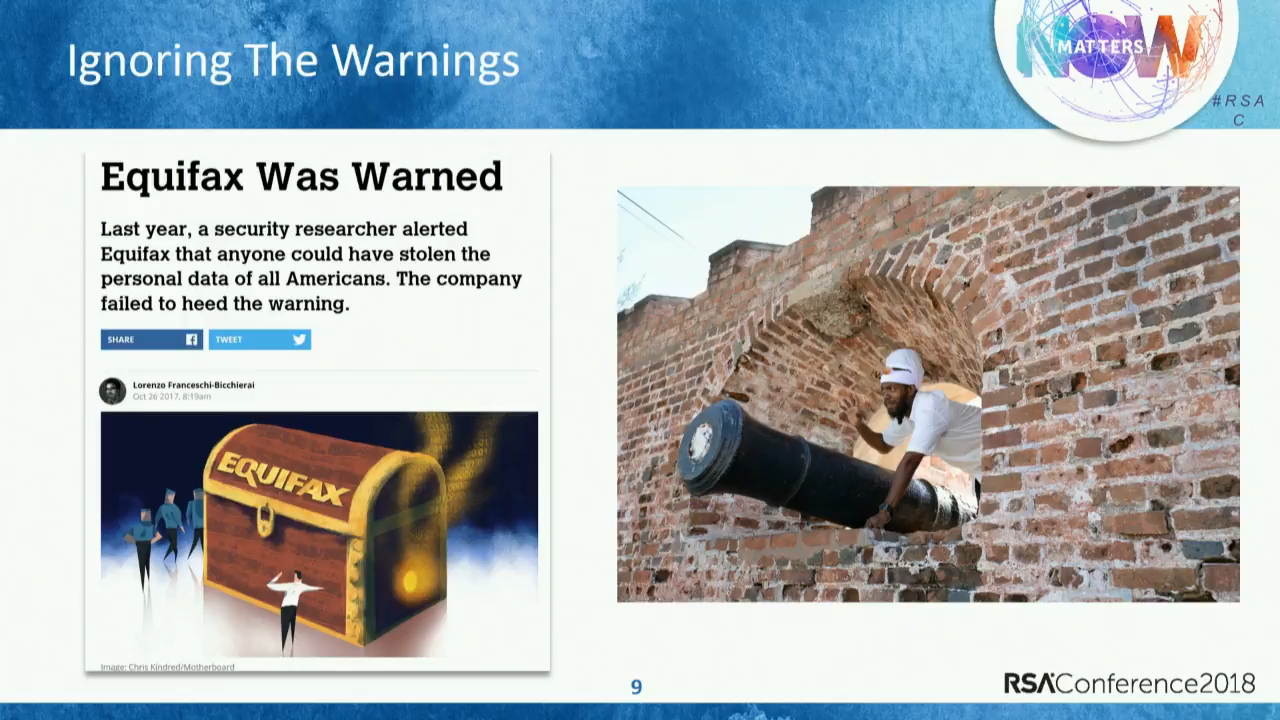 Ignoring The Warnings
NOW
MATTERS
#RSA
C
Equifax Was Warned
Last year, a security researcher alerted
Equifax that anyone could have stolen the
personal data of all Americans. The company
failed to heed the warning.
SHARE
TWEET
Lorenzo Franceschi-Bicchierai
Oct 26 2017, 8:19am
EQUIFAX
Image: Chris Kindred/Motherboard
9
RSAConference2018